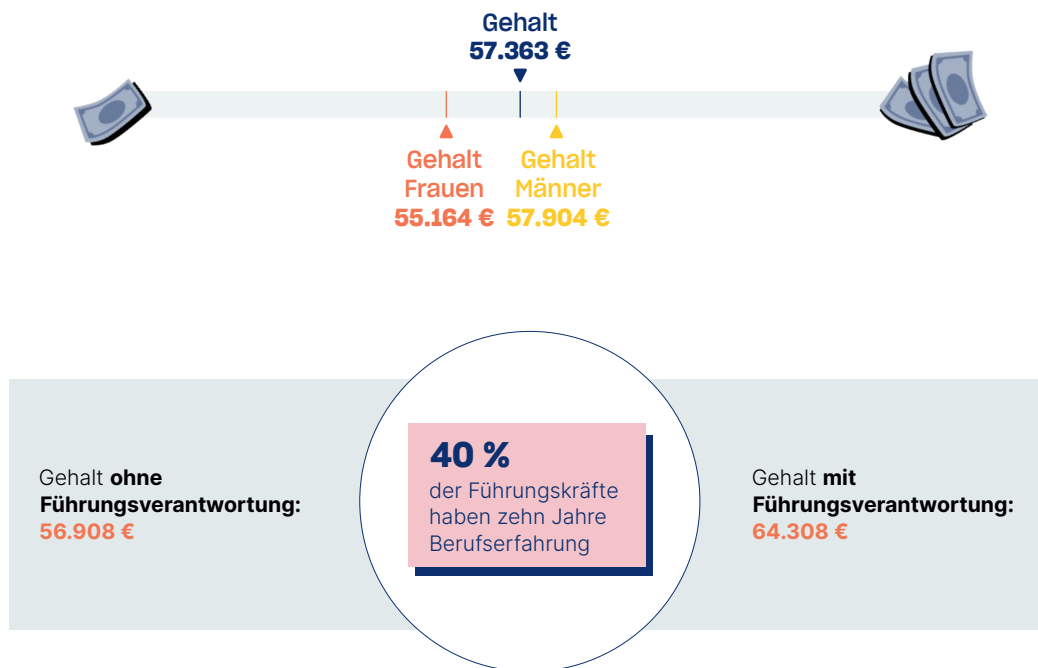 Gehalt
57.363 €
Gehalt
Frauen
55.164 €
Gehalt
Männer
57.904 €
Gehalt ohne
Führungsverantwortung:
56.908 €
40 %
der Führungskräfte
haben zehn Jahre
Berufserfahrung
Gehalt mit
Führungsverantwortung:
64.308 €